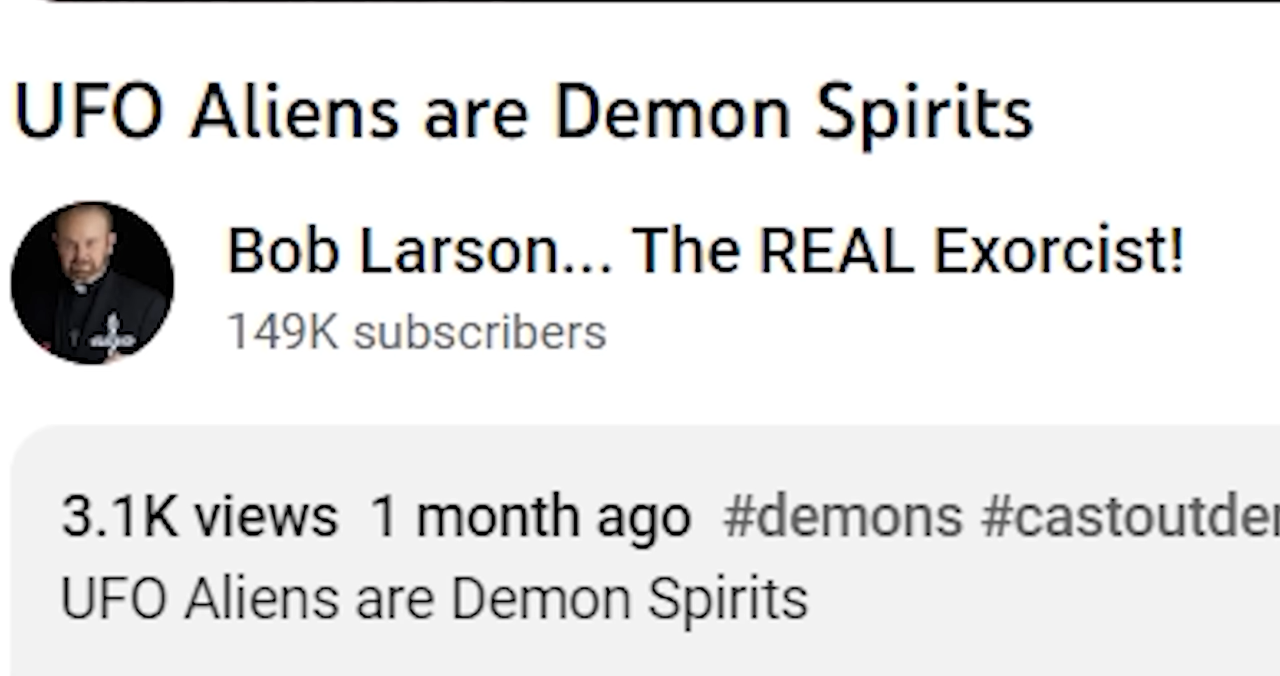 UFO Aliens are Demon Spirits
Bob Larson... The REAL Exorcist!
149K subscribers
3.1K views 1 month ago #demons #castoutder
UFO Aliens are Demon Spirits